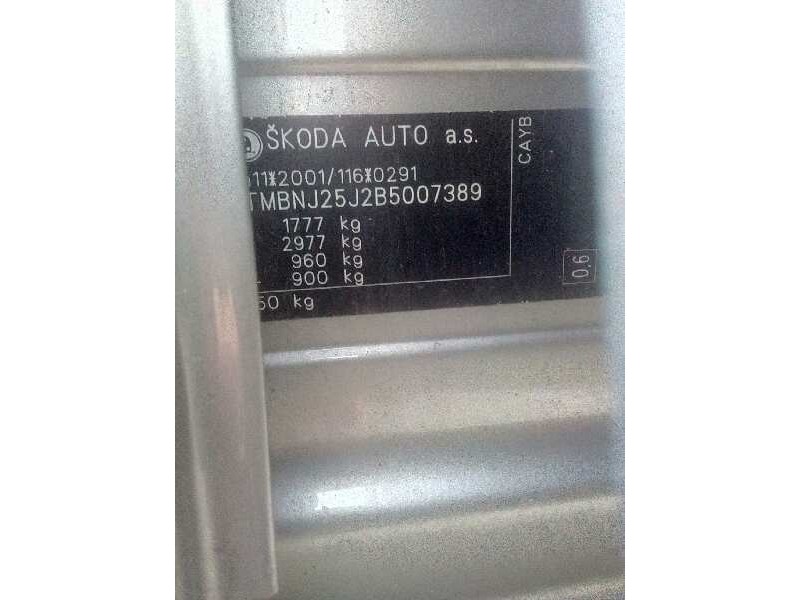 ŠKODA AUTO a.s.
e11*2001/116*0291
TMBNJ25J2B5007389
1777 kg
2977 kg
960 kg
900 kg
50 kg
CAYB
0,6